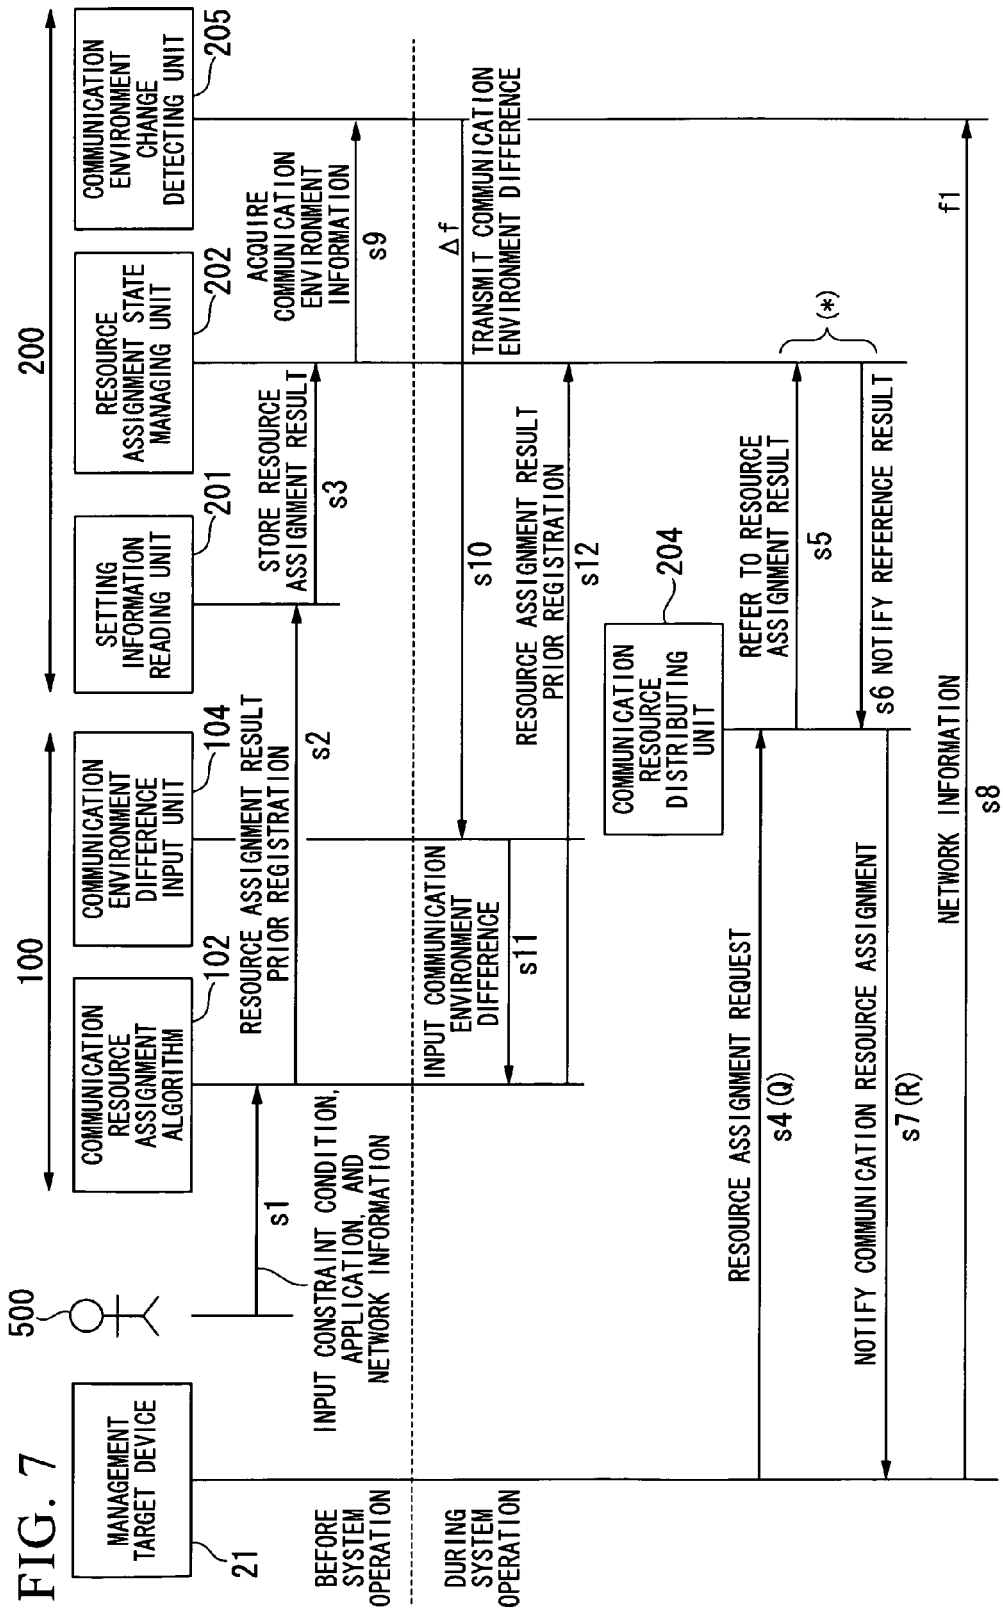 FIG. 7
MANAGEMENT
TARGET DEVICE
21
500
100
COMMUNICATION
RESOURCE
ASSIGNMENT
ALGORITHM
102
COMMUNICATION
ENVIRONMENT
DIFFERENCE
INPUT UNIT
104
200
SETTING
INFORMATION
READING UNIT
201
RESOURCE
ASSIGNMENT STATE
MANAGING UNIT
202
COMMUNICATION
ENVIRONMENT
CHANGE
DETECTING UNIT
205
BEFORE
SYSTEM
OPERATION
s1
INPUT CONSTRAINT CONDITION,
APPLICATION, AND
NETWORK INFORMATION
RESOURCE ASSIGNMENT RESULT
PRIOR REGISTRATION
s2
STORE RESOURCE
ASSIGNMENT RESULT
s3
ACQUIRE
COMMUNICATION
ENVIRONMENT
INFORMATION
s9
DURING
SYSTEM
OPERATION
Δf
TRANSMIT COMMUNICATION
ENVIRONMENT DIFFERENCE
s10
INPUT COMMUNICATION
ENVIRONMENT
DIFFERENCE
s11
RESOURCE ASSIGNMENT RESULT
PRIOR REGISTRATION
s12
COMMUNICATION
RESOURCE
DISTRIBUTING
UNIT
204
RESOURCE ASSIGNMENT REQUEST
s4(Q)
REFER TO RESOURCE
ASSIGNMENT RESULT
s5
(*)
s6 NOTIFY REFERENCE RESULT
NOTIFY COMMUNICATION RESOURCE ASSIGNMENT
s7(R)
NETWORK INFORMATION
f1
s8